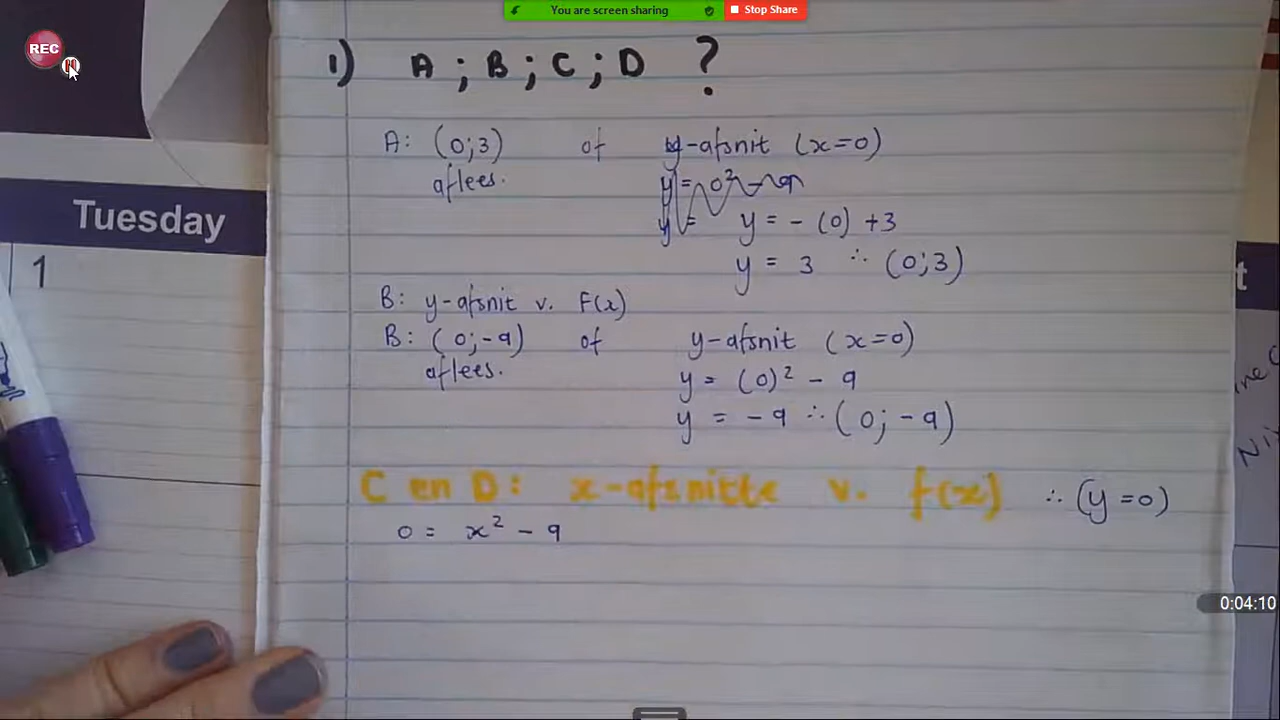 You are screen sharing Stop Share
REC
1) A ; B ; C ; D ?
A: (0;3) of y-afsnit (x=0)
aflees. y = 0² - 9
y =
y = - (0) + 3
y = 3 ∴ (0;3)
B: y-afsnit v. F(x)
B: (0;-9) of y-afsnit (x=0)
aflees. y = (0)² - 9
y = -9 ∴ (0;-9)
C en D: x-afsnitte v. f(x) ∴ (y=0)
0 = x² - 9
Tuesday
1
t
0:04:10